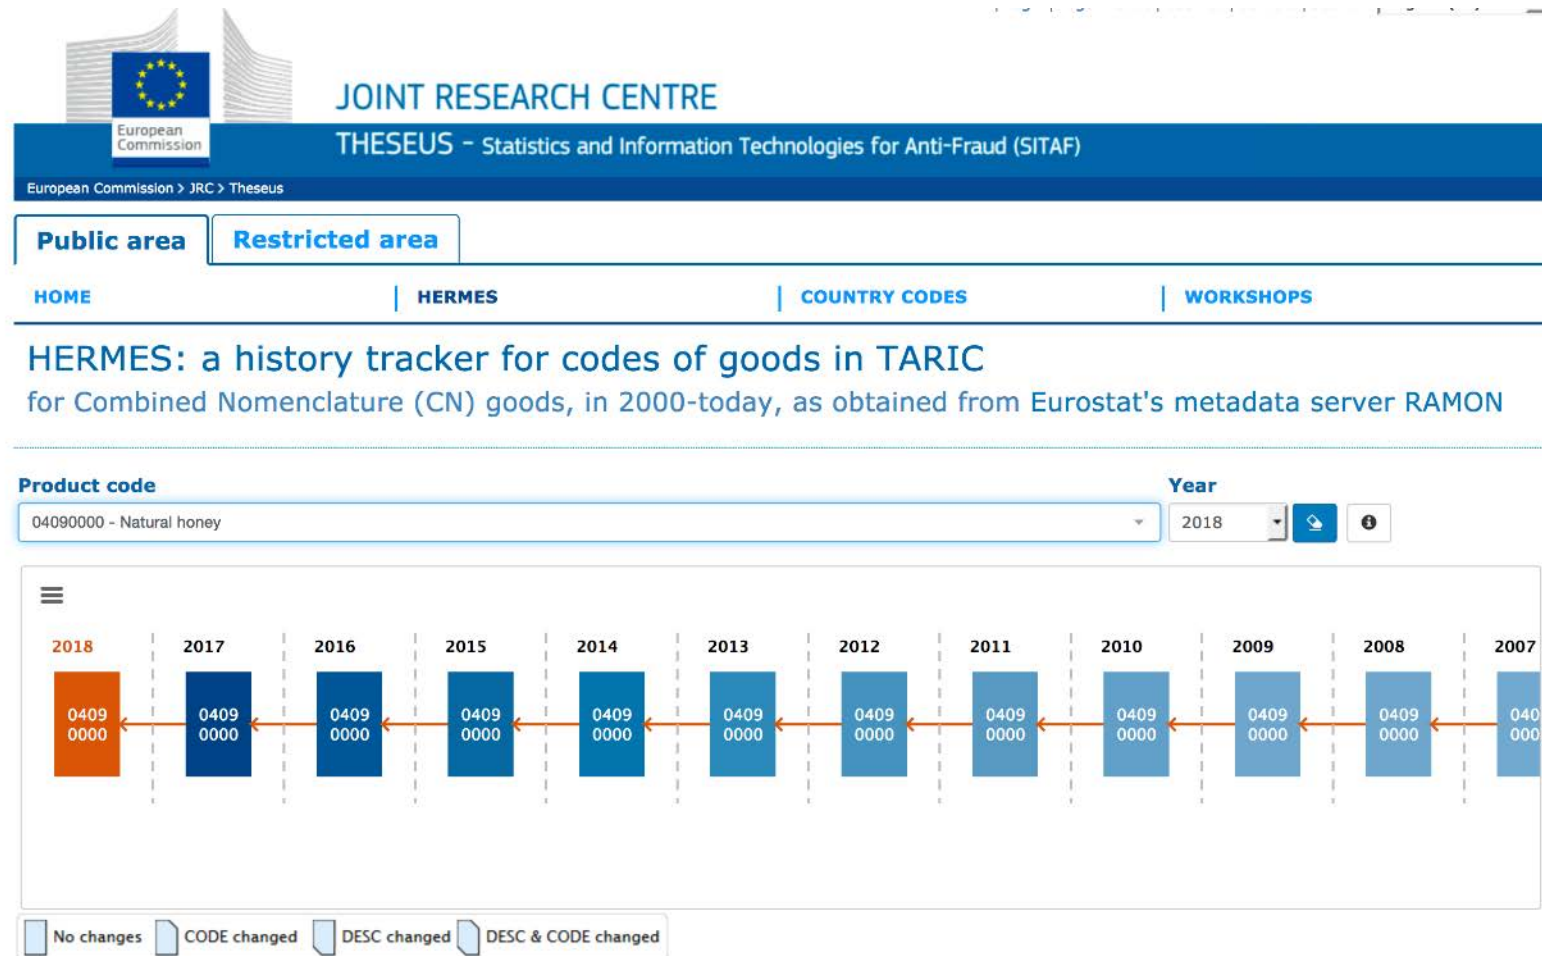 JOINT RESEARCH CENTRE
European
Commission
THESEUS - Statistics and Information Technologies for Anti-Fraud (SITAF)
European Commission > JRC > Theseus
Public area
Restricted area
HOME
HERMES
COUNTRY CODES
WORKSHOPS
HERMES: a history tracker for codes of goods in TARIC
for Combined Nomenclature (CN) goods, in 2000-today, as obtained from Eurostat's metadata server RAMON
Product code
Year
04090000 - Natural honey
2018
2018 2017 2016 2015 2014 2013 2012 2011 2010 2009 2008 2007
0409 0409 0409 0409 0409 0409 0409 0409 0409 0409 0409 040
0000 0000 0000 0000 0000 0000 0000 0000 0000 0000 0000 000
No changes
CODE changed
DESC changed
DESC & CODE changed